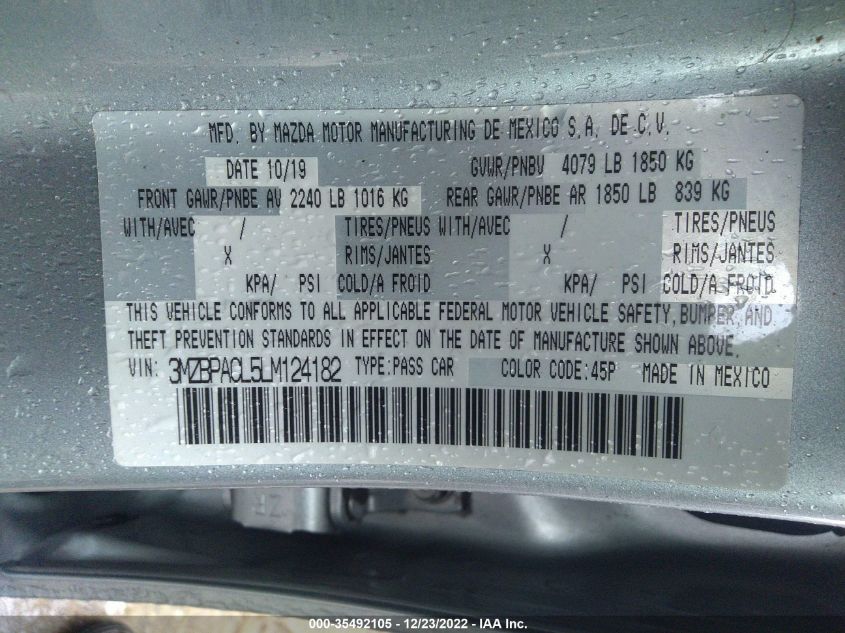 MFD. BY MAZDA MOTOR MANUFACTURING DE MEXICO S.A. DE C.V.
DATE 10/19 GVWR/PNBV 4079 LB 1850 KG
FRONT GAWR/PNBE AV 2240 LB 1016 KG REAR GAWR/PNBE AR 1850 LB 839 KG
WITH/AVEC / TIRES/PNEUS WITH/AVEC / TIRES/PNEUS
X RIMS/JANTES X RIMS/JANTES
KPA/ PSI COLD/A FROID KPA/ PSI COLD/A FROID
THIS VEHICLE CONFORMS TO ALL APPLICABLE FEDERAL MOTOR VEHICLE SAFETY, BUMPER, AND
THEFT PREVENTION STANDARDS IN EFFECT ON THE DATE OF MANUFACTURE SHOWN ABOVE.
VIN: 3MZBPACL5LM124182 TYPE:PASS CAR COLOR CODE:45P MADE IN MEXICO
000-35492105 - 12/23/2022 - IAA Inc.